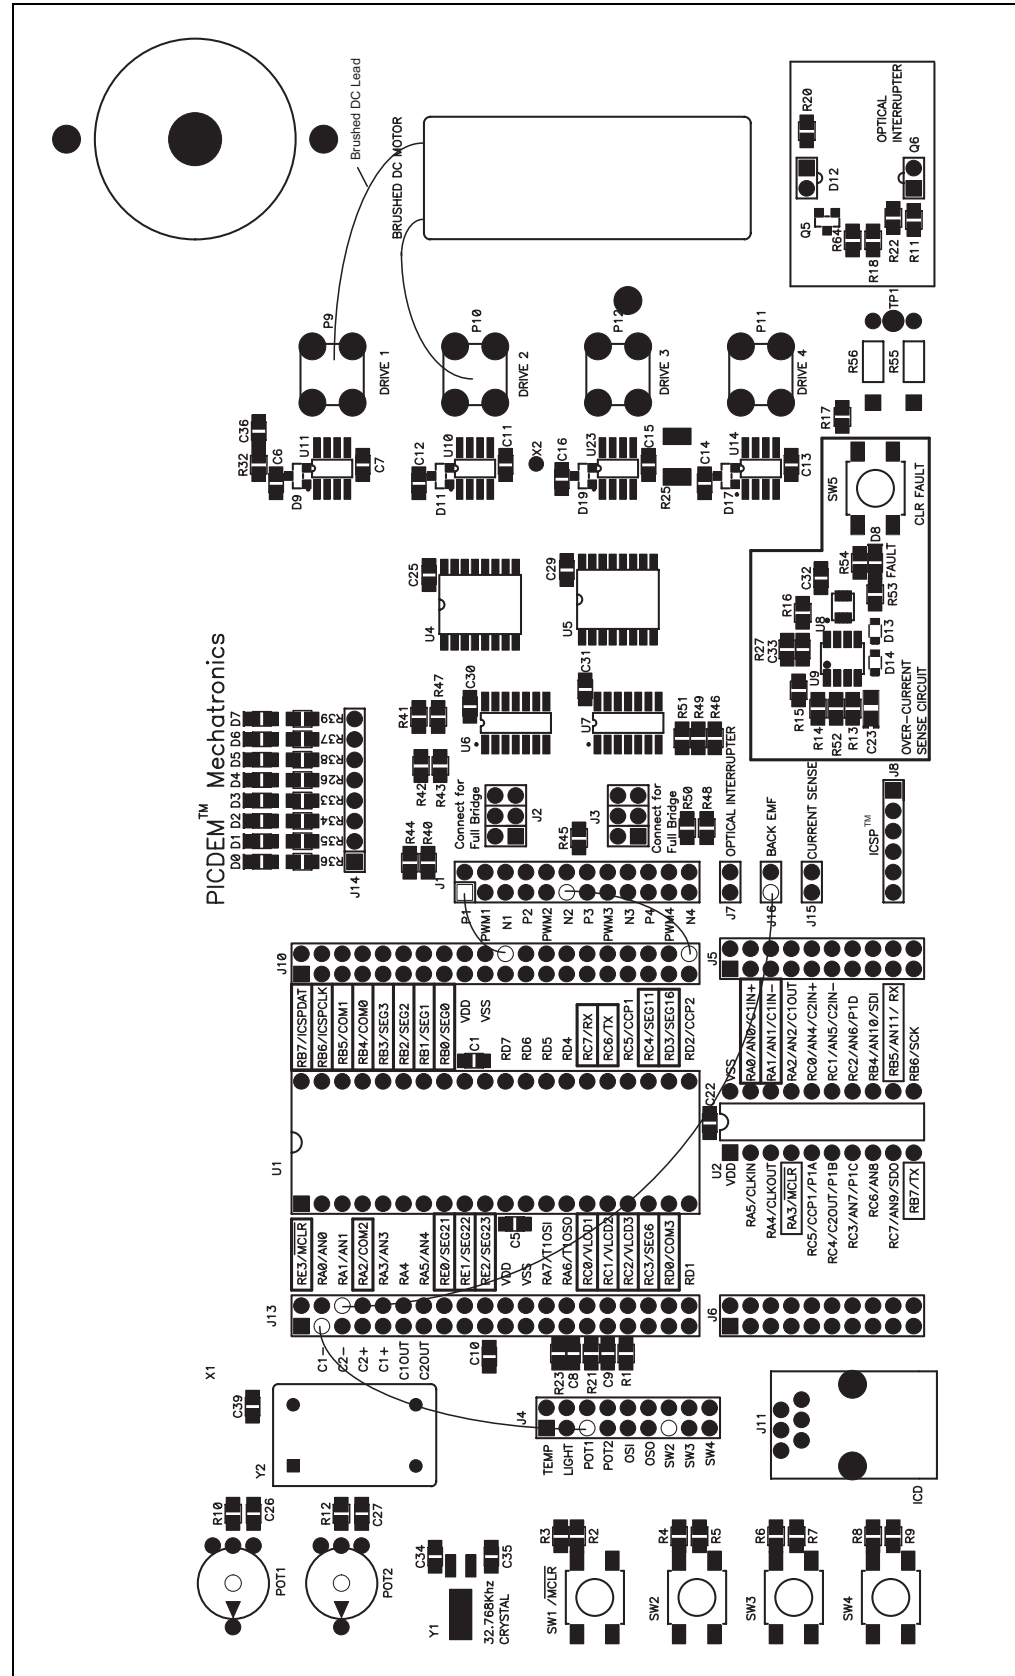 Brushed DC Lead
BRUSHED DC MOTOR
R20
OPTICAL
INTERRUPTER
D12
Q6
Q5
R64
R18
R22
R11
P9
DRIVE 1
P10
DRIVE 2
P12
DRIVE 3
P11
DRIVE 4
TP1
R56
R55
R17
C36
R32
C6
D9
U11
C7
C12
D11
U10
C11
X2
C16
D19
U23
C15
R25
C14
D17
U14
C13
SW5
CLR FAULT
D8
FAULT
R54
R53
C32
R16
U8
D13
D14
R27
C33
U9
R15
R14
R52
R13
C23
OVER-CURRENT
SENSE CIRCUIT
C25
U4
C29
U5
PICDEM™ Mechatronics
D7
D6
D5
D4
D3
D2
D1
D0
R39
R37
R38
R26
R33
R34
R35
R36
J14
R41
R47
C30
U6
C31
U7
R42
R43
R51
R49
R46
Connect for
Full Bridge
J2
J3
Connect for
Full Bridge
R44
R40
R45
R50
R48
J1
P1
PWM1
N1
P2
PWM2
N2
P3
PWM3
N3
P4
PWM4
N4
OPTICAL INTERRUPTER
J7
BACK EMF
J16
CURRENT SENSE
J15
ICSP™
J8
J10
RB7/ICSPDAT
RB6/ICSPCLK
RB5/COM1
RB4/COM0
RB3/SEG3
RB2/SEG2
RB1/SEG1
RB0/SEG0
VDD
VSS
RD7
RD6
RD5
RD4
RC7/RX
RC6/TX
RC5/CCP1
RC4/SEG11
RD3/SEG16
RD2/CCP2
C1
J5
VSS
RA0/AN0/C1IN+
RA1/AN1/C1IN-
RA2/AN2/C1OUT
RC0/AN4/C2IN+
RC1/AN5/C2IN-
RC2/AN6/P1D
RB4/AN10/SDI
RB5/AN11/ RX
RB6/SCK
C22
U1
U2
VDD
RA5/CLKIN
RA4/CLKOUT
RA3/MCLR
RC5/CCP1/P1A
RC4/C2OUT/P1B
RC3/AN7/P1C
RC6/AN8
RC7/AN9/SDO
RB7/TX
RE3/MCLR
RA0/AN0
RA1/AN1
RA2/COM2
RA3/AN3
RA4
RA5/AN4
RE0/SEG21
RE1/SEG22
RE2/SEG23
VDD
VSS
RA7/T1OSI
RA6/T1OSO
RC0/VLCD1
RC1/VLCD2
RC2/VLCD3
RC3/SEG6
RD0/COM3
RD1
C5
J13
J6
C1-
C2-
C2+
C1+
C1OUT
C2OUT
C10
R23
C8
R21
C9
R1
X1
C39
Y2
J4
TEMP
LIGHT
POT1
POT2
OSI
OSO
SW2
SW3
SW4
J11
ICD
R10
C26
R12
C27
POT1
POT2
C34
C35
Y1
32.768Khz
CRYSTAL
R3
R2
SW1 /MCLR
R4
R5
SW2
R6
R7
SW3
R8
R9
SW4